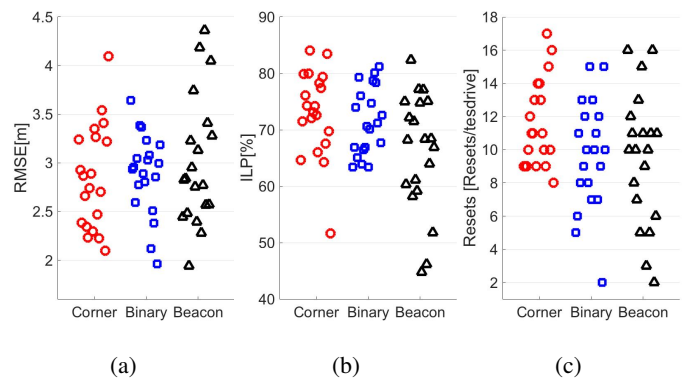 4.5
4
3.5
3
2.5
2
RMSE[m]
Corner Binary Beacon
(a)
90
80
70
60
50
40
ILP[%]
Corner Binary Beacon
(b)
18
16
14
12
10
8
6
4
2
Resets [Resets/tesdrive]
Corner Binary Beacon
(c)